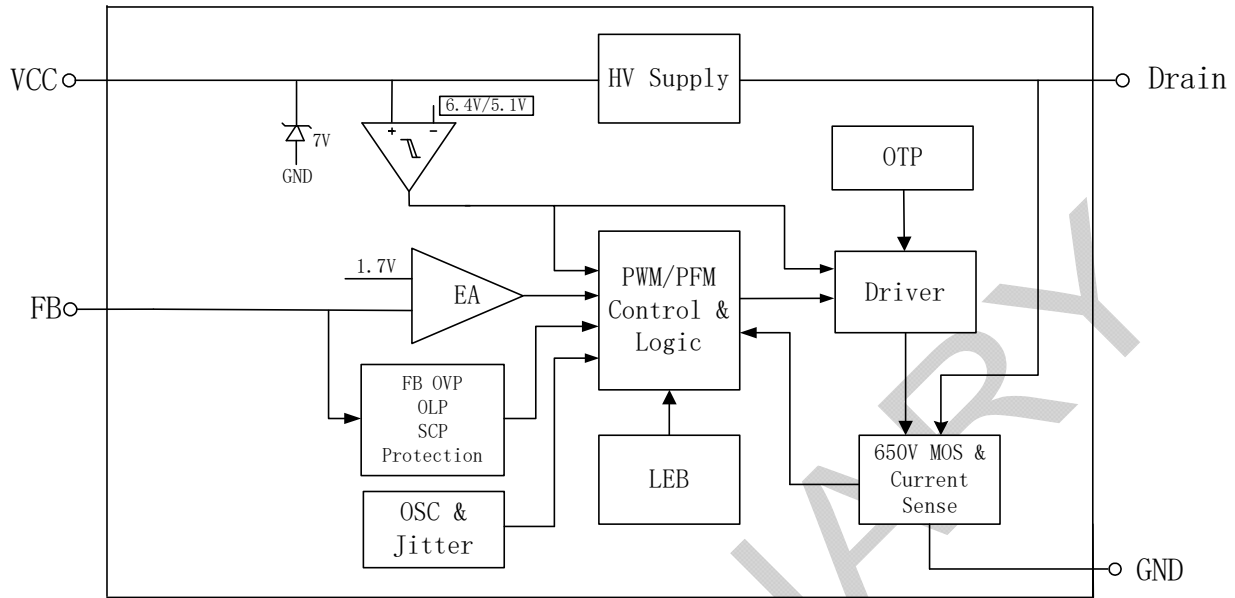 VCC
HV Supply
Drain
6.4V/5.1V
+ −
7V
GND
OTP
1.7V
EA
FB
PWM/PFM
Control &
Logic
Driver
FB OVP
OLP
SCP
Protection
LEB
650V MOS &
Current
Sense
OSC &
Jitter
GND